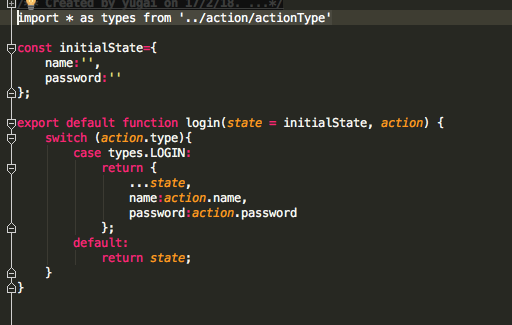 /** Created by yugai on 17/2/18. ...*/
import * as types from '../action/actionType'
const initialState={
name:'',
password:''
};
export default function login(state = initialState, action) {
switch (action.type){
case types.LOGIN:
return {
...state,
name:action.name,
password:action.password
};
default:
return state;
}
}